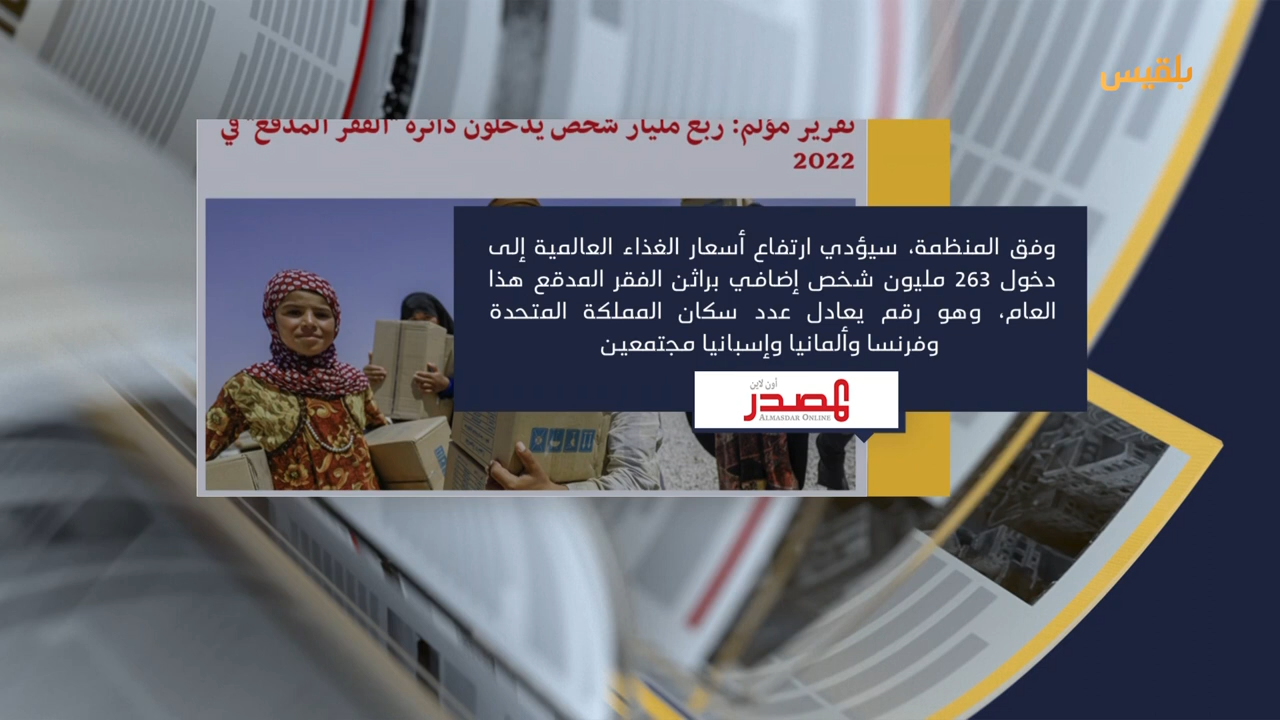 بلقيس
تقرير مؤلم: ربع مليار شخص يدخلون دائرة "الفقر المدقع" في
2022
وفق المنظمة، سيؤدي ارتفاع أسعار الغذاء العالمية إلى
دخول 263 مليون شخص إضافي براثن الفقر المدقع هذا
العام، وهو رقم يعادل عدد سكان المملكة المتحدة
وفرنسا وألمانيا وإسبانيا مجتمعين
أون لاين
المصدر
ALMASDAR ONLINE